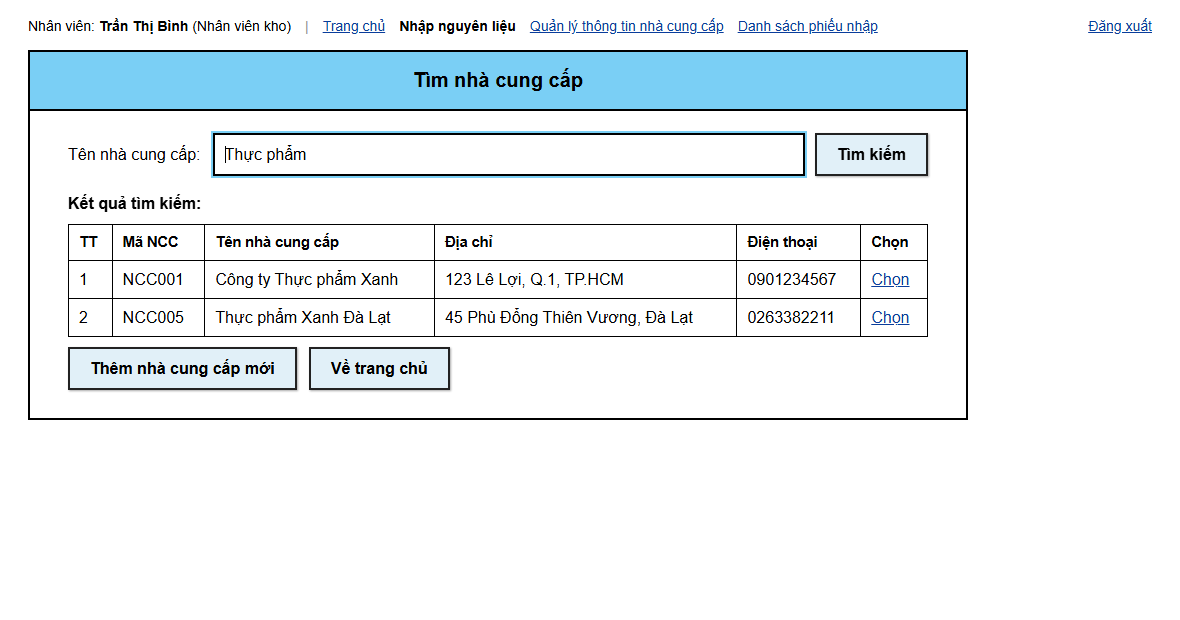 Nhân viên: Trần Thị Bình (Nhân viên kho) | Trang chủ Nhập nguyên liệu Quản lý thông tin nhà cung cấp Danh sách phiếu nhập Đăng xuất
Tìm nhà cung cấp
Tên nhà cung cấp: Thực phẩm Tìm kiếm
Kết quả tìm kiếm:
TT Mã NCC Tên nhà cung cấp Địa chỉ Điện thoại Chọn
1 NCC001 Công ty Thực phẩm Xanh 123 Lê Lợi, Q.1, TP.HCM 0901234567 Chọn
2 NCC005 Thực phẩm Xanh Đà Lạt 45 Phù Đổng Thiên Vương, Đà Lạt 0263382211 Chọn
Thêm nhà cung cấp mới Về trang chủ